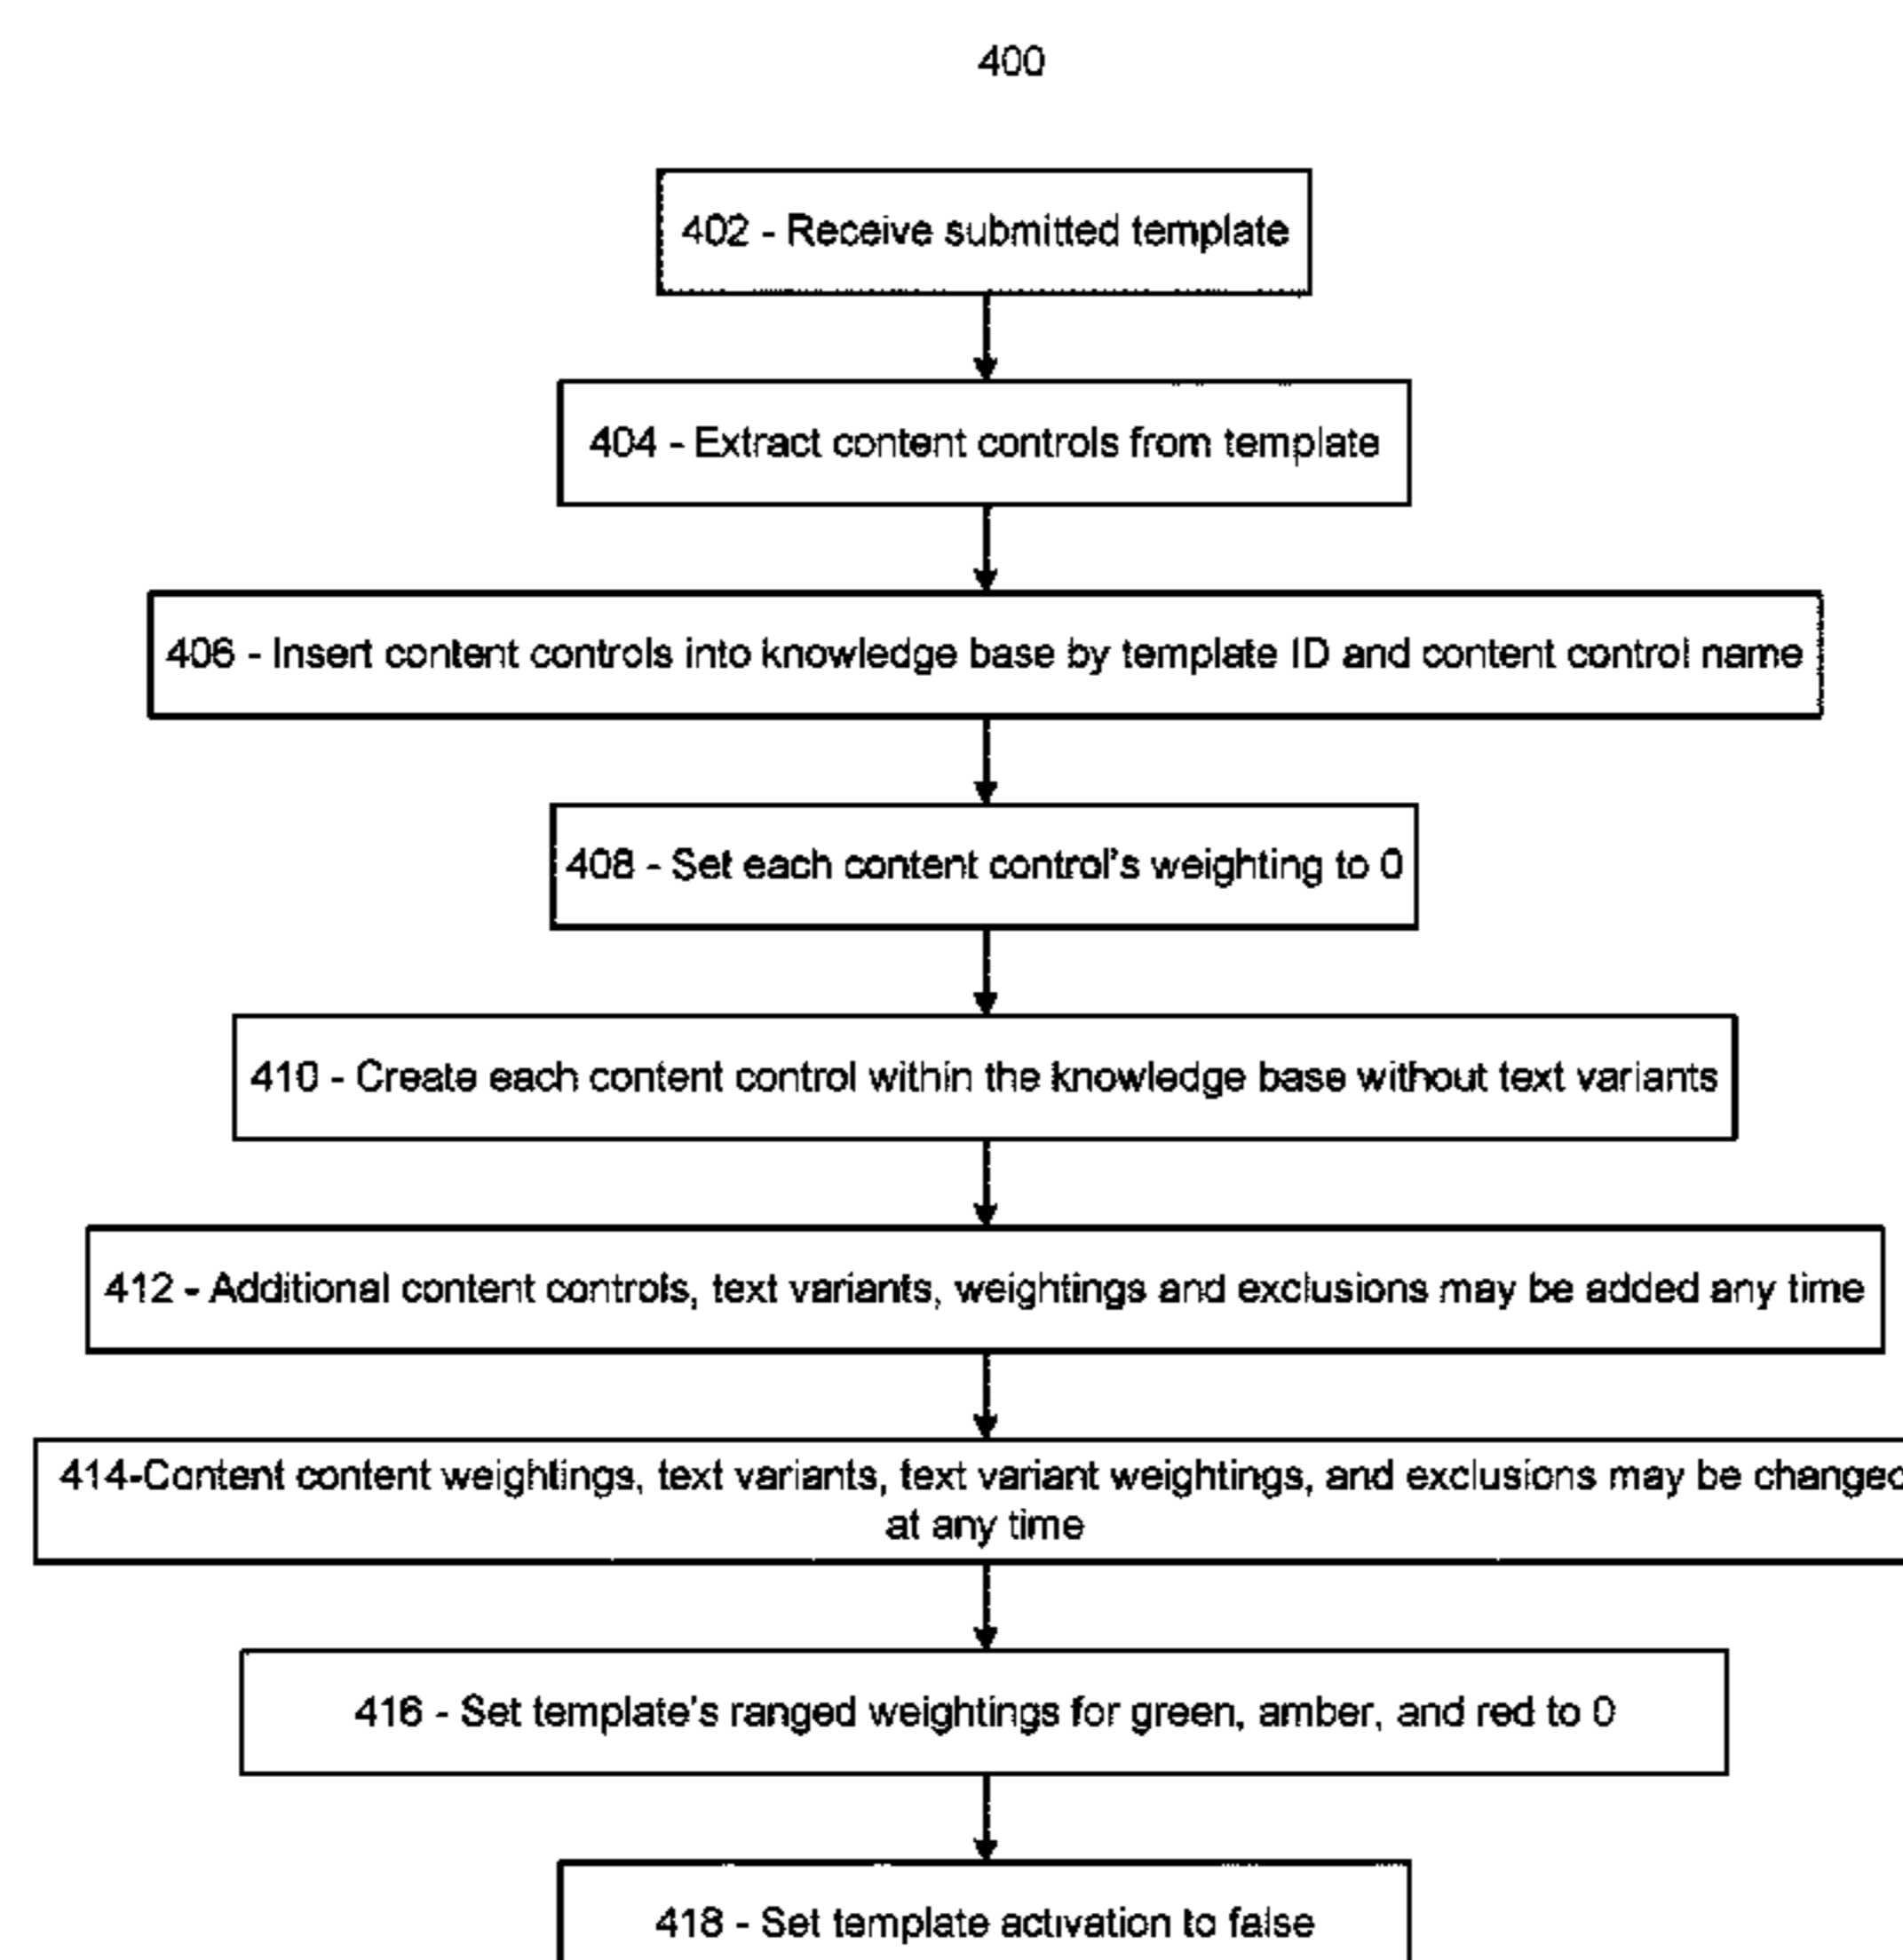 400
402 - Receive submitted template
404 - Extract content controls from template
406 - Insert content controls into knowledge base by template ID and content control name
408 - Set each content control's weighting to 0
410 - Create each content control within the knowledge base without text variants
412 - Additional content controls, text variants, weightings and exclusions may be added any time
414-Content content weightings, text variants, text variant weightings, and exclusions may be changed
at any time
416 - Set template's ranged weightings for green, amber, and red to 0
418 - Set template activation to false